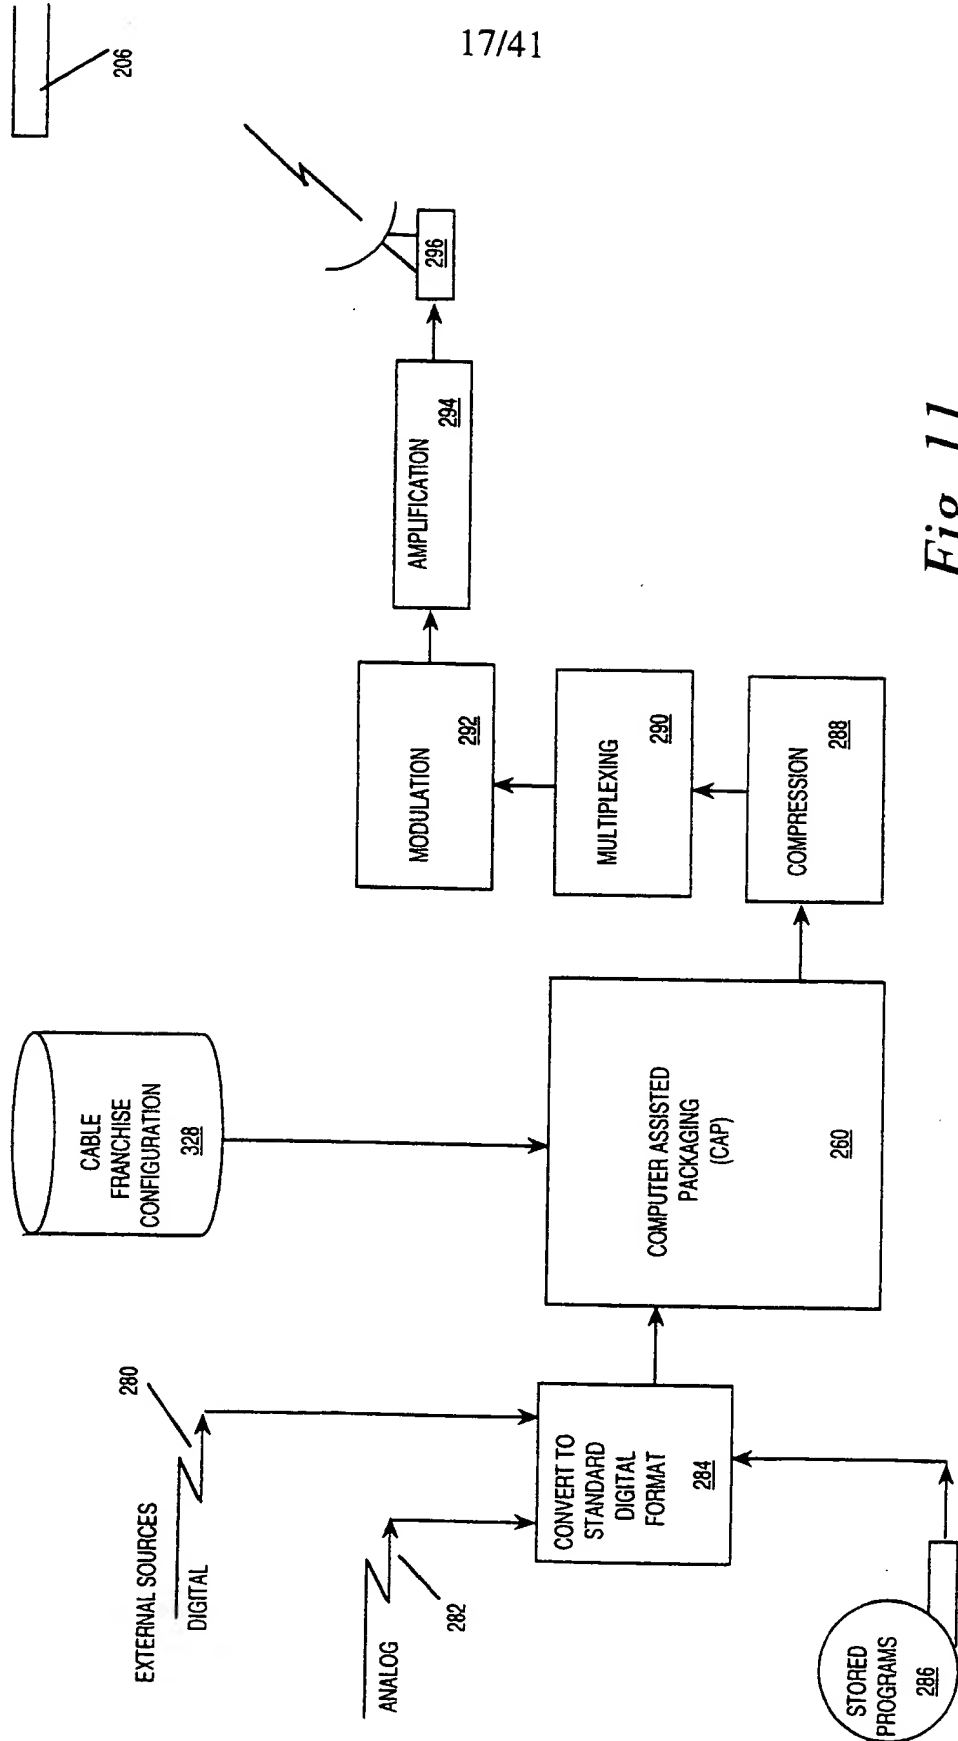 17/41
206
EXTERNAL SOURCES
DIGITAL
280
ANALOG
282
STORED
PROGRAMS
286
CONVERT TO
STANDARD
DIGITAL
FORMAT
284
CABLE
FRANCHISE
CONFIGURATION
328
COMPUTER ASSISTED
PACKAGING
(CAP)
260
COMPRESSION
288
MULTIPLEXING
290
MODULATION
292
AMPLIFICATION
294
296
Fig. 11